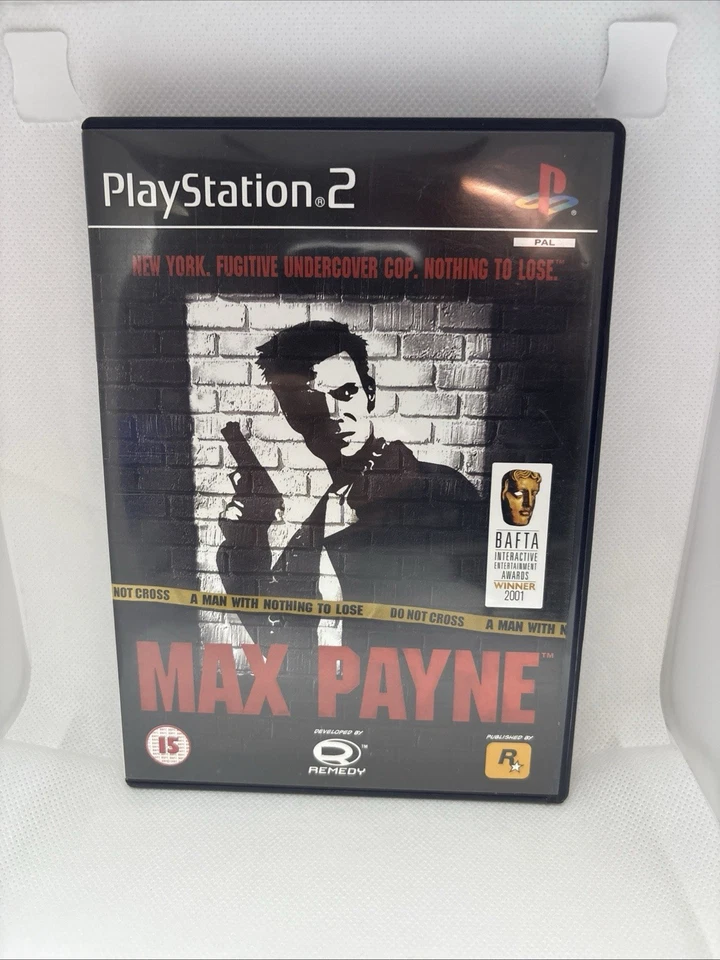 PlayStation®2
PAL
NEW YORK. FUGITIVE UNDERCOVER COP. NOTHING TO LOSE.™
BAFTA
INTERACTIVE
ENTERTAINMENT
AWARDS
WINNER
2001
NOT CROSS A MAN WITH NOTHING TO LOSE DO NOT CROSS A MAN WITH N
MAX PAYNE™
15
DEVELOPED BY
R™
REMEDY
PUBLISHED BY
R★